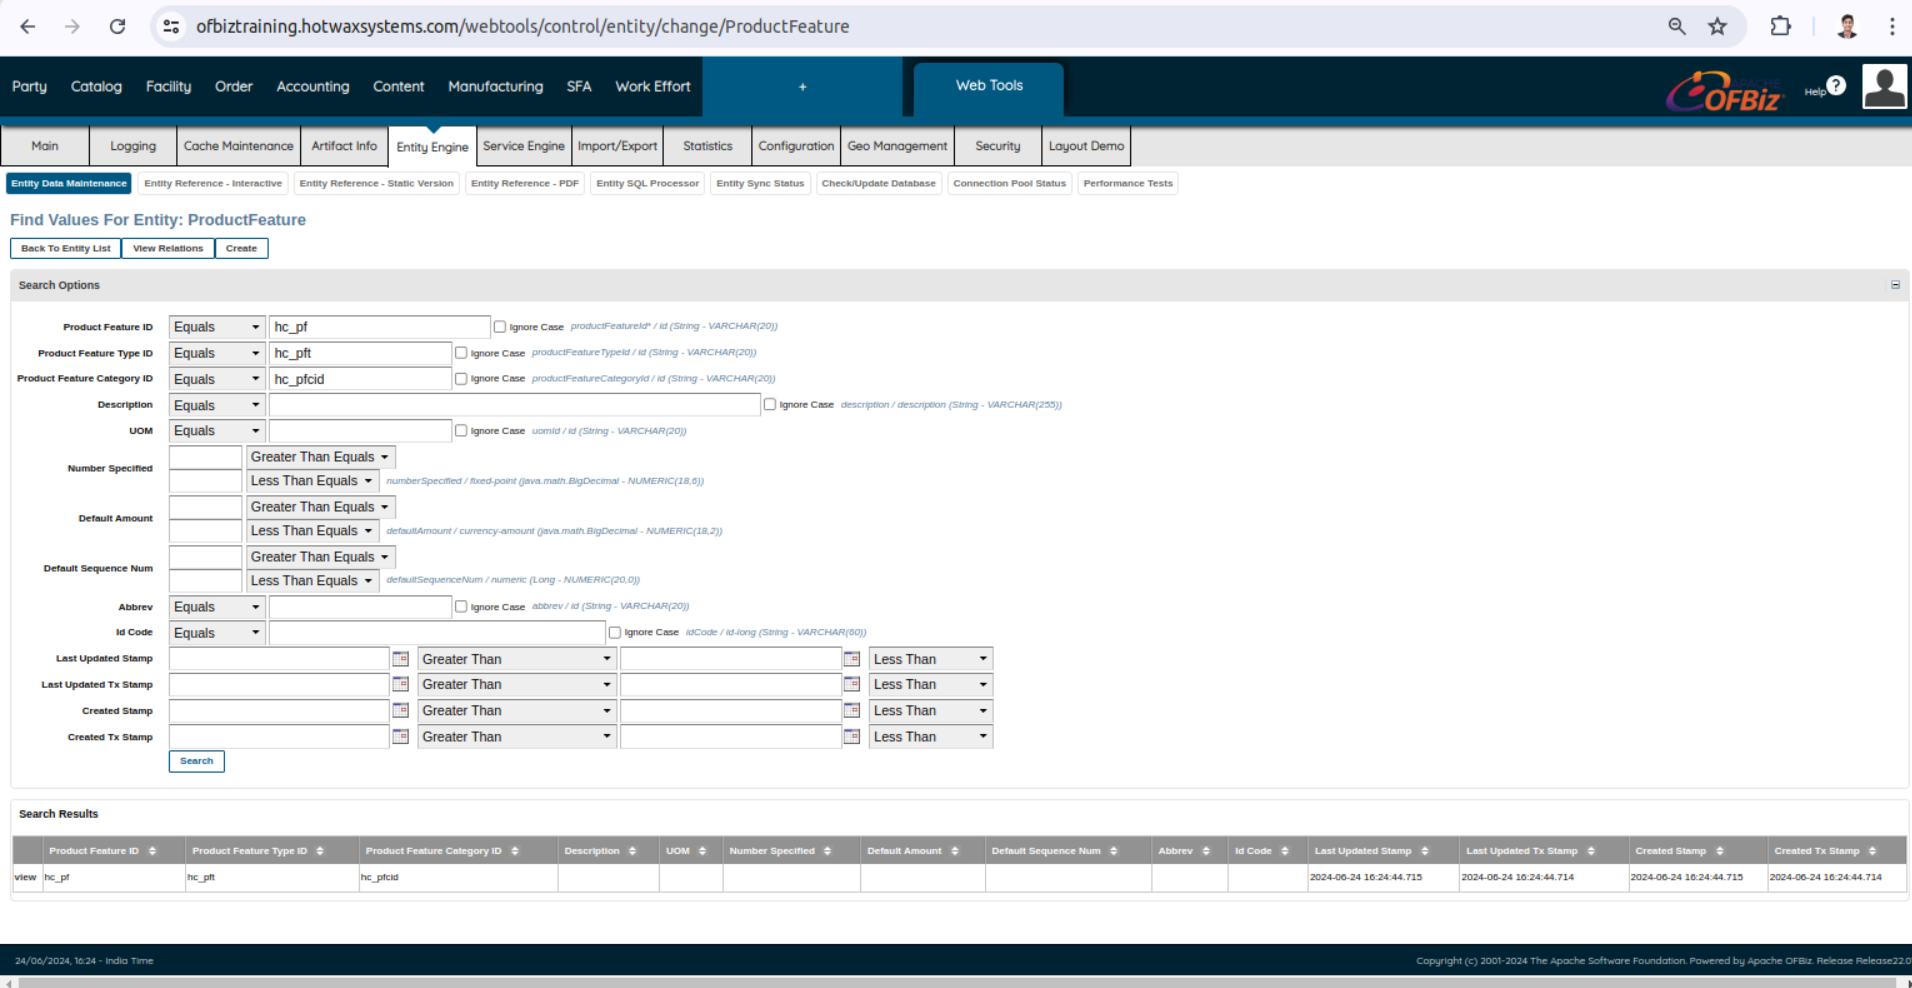 ofbiztraining.hotwaxsystems.com/webtools/control/entity/change/ProductFeature
Party Catalog Facility Order Accounting Content Manufacturing SFA Work Effort + Web Tools APACHE OFBiz Help ?
Main Logging Cache Maintenance Artifact Info Entity Engine Service Engine Import/Export Statistics Configuration Geo Management Security Layout Demo
Entity Data Maintenance Entity Reference - Interactive Entity Reference - Static Version Entity Reference - PDF Entity SQL Processor Entity Sync Status Check/Update Database Connection Pool Status Performance Tests
Find Values For Entity: ProductFeature
Back To Entity List View Relations Create
Search Options
Product Feature ID Equals hc_pf Ignore Case productFeatureId* / id (String - VARCHAR(20))
Product Feature Type ID Equals hc_pft Ignore Case productFeatureTypeId / id (String - VARCHAR(20))
Product Feature Category ID Equals hc_pfcid Ignore Case productFeatureCategoryId / id (String - VARCHAR(20))
Description Equals Ignore Case description / description (String - VARCHAR(255))
UOM Equals Ignore Case uomId / id (String - VARCHAR(20))
Number Specified Greater Than Equals
Less Than Equals numberSpecified / fixed-point (java.math.BigDecimal - NUMERIC(18,6))
Default Amount Greater Than Equals
Less Than Equals defaultAmount / currency-amount (java.math.BigDecimal - NUMERIC(18,2))
Default Sequence Num Greater Than Equals
Less Than Equals defaultSequenceNum / numeric (Long - NUMERIC(20,0))
Abbrev Equals Ignore Case abbrev / id (String - VARCHAR(20))
Id Code Equals Ignore Case idCode / id-long (String - VARCHAR(60))
Last Updated Stamp Greater Than Less Than
Last Updated Tx Stamp Greater Than Less Than
Created Stamp Greater Than Less Than
Created Tx Stamp Greater Than Less Than
Search
Search Results
Product Feature ID Product Feature Type ID Product Feature Category ID Description UOM Number Specified Default Amount Default Sequence Num Abbrev Id Code Last Updated Stamp Last Updated Tx Stamp Created Stamp Created Tx Stamp
view hc_pf hc_pft hc_pfcid 2024-06-24 16:24:44.715 2024-06-24 16:24:44.714 2024-06-24 16:24:44.715 2024-06-24 16:24:44.714
24/06/2024, 16:24 - India Time Copyright (c) 2001-2024 The Apache Software Foundation. Powered by Apache OFBiz. Release Release22.0